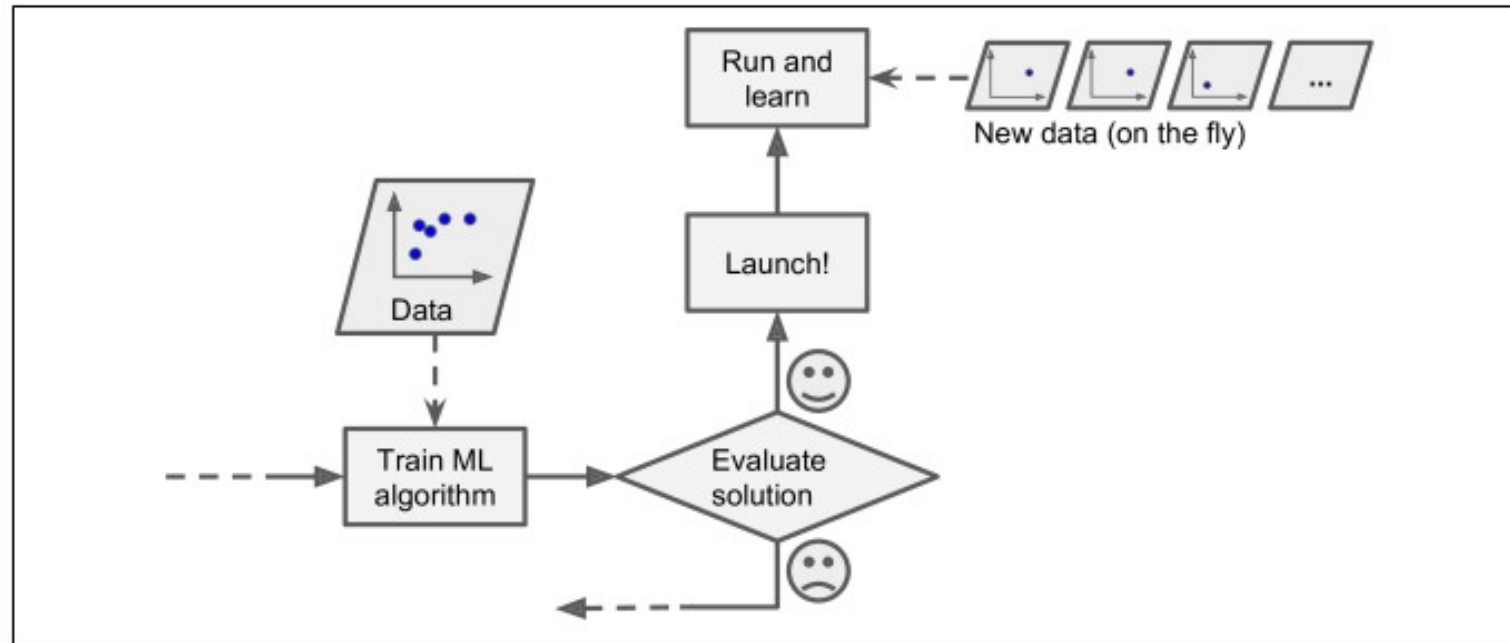 Run and
learn
...
New data (on the fly)
Data
Launch!
Train ML
algorithm
Evaluate
solution